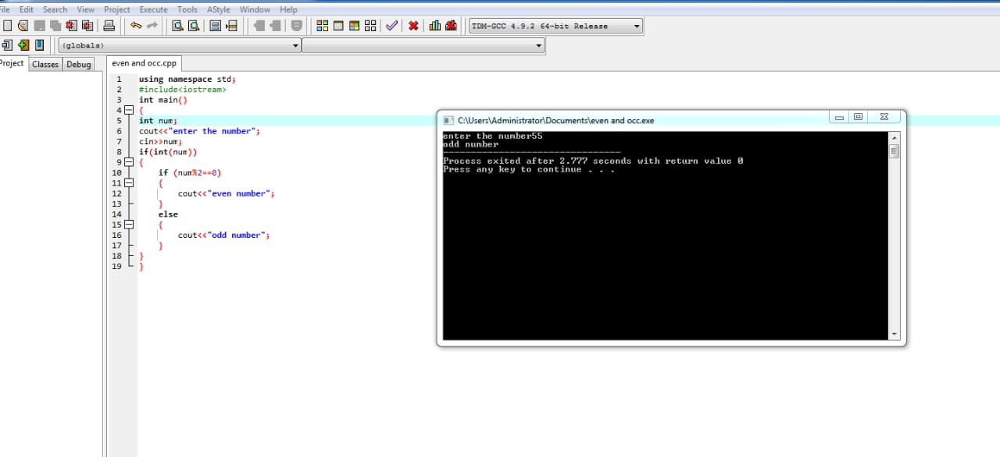 File Edit Search View Project Execute Tools AStyle Window Help
TDM-GCC 4.9.2 64-bit Release
(globals)
Project Classes Debug
even and occ.cpp
1 using namespace std;
2 #include<iostream>
3 int main()
4 {
5 int num;
6 cout<<"enter the number";
7 cin>>num;
8 if(int(num))
9 {
10 if (num%2==0)
11 {
12 cout<<"even number";
13 }
14 else
15 {
16 cout<<"odd number";
17 }
18 }
19 }
C:\Users\Administrator\Documents\even and occ.exe
enter the number55
odd number
--------------------------------
Process exited after 2.777 seconds with return value 0
Press any key to continue . . .